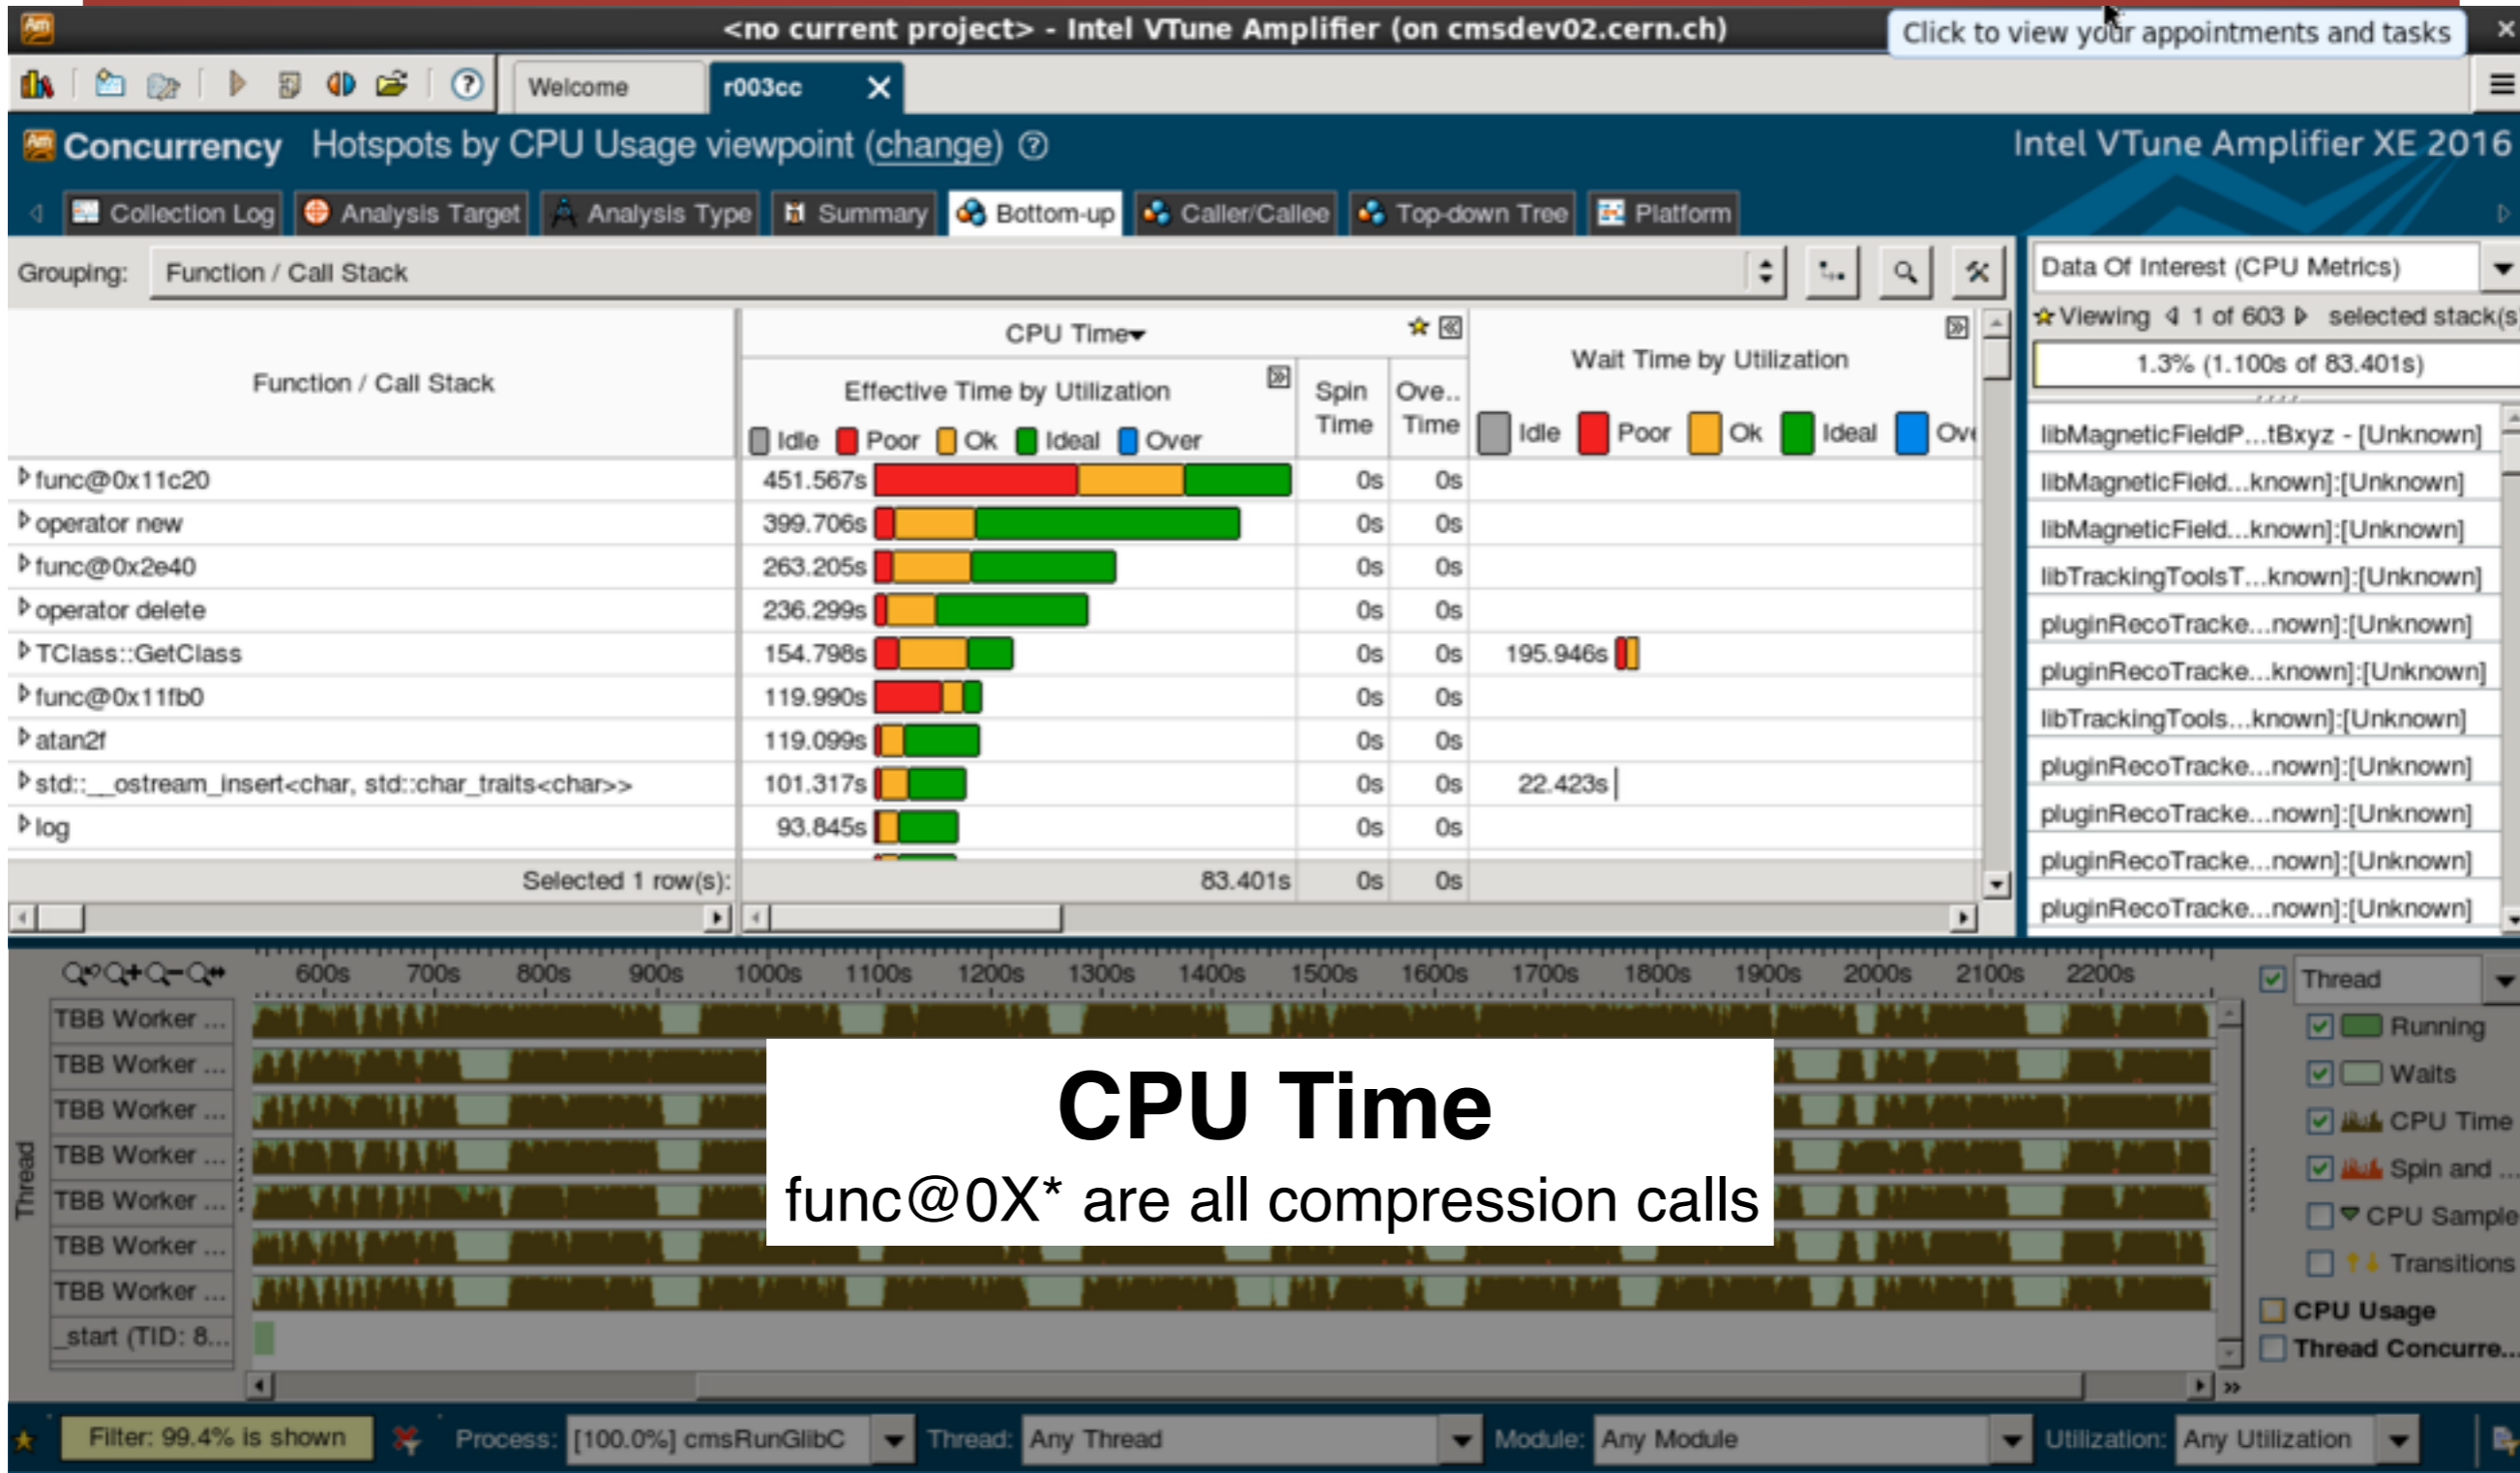 <no current project> - Intel VTune Amplifier (on cmsdev02.cern.ch)
Click to view your appointments and tasks
Welcome
r003cc
Concurrency Hotspots by CPU Usage viewpoint (change)
Intel VTune Amplifier XE 2016
Collection Log
Analysis Target
Analysis Type
Summary
Bottom-up
Caller/Callee
Top-down Tree
Platform
Grouping: Function / Call Stack
Function / Call Stack
CPU Time
Effective Time by Utilization
Idle Poor Ok Ideal Over
Spin Time
Ove.. Time
Wait Time by Utilization
Idle Poor Ok Ideal Ove
func@0x11c20 451.567s 0s 0s
operator new 399.706s 0s 0s
func@0x2e40 263.205s 0s 0s
operator delete 236.299s 0s 0s
TClass::GetClass 154.798s 0s 0s 195.946s
func@0x11fb0 119.990s 0s 0s
atan2f 119.099s 0s 0s
std::__ostream_insert<char, std::char_traits<char>> 101.317s 0s 0s 22.423s
log 93.845s 0s 0s
Selected 1 row(s): 83.401s 0s 0s
Data Of Interest (CPU Metrics)
Viewing 1 of 603 selected stack(s
1.3% (1.100s of 83.401s)
libMagneticFieldP...tBxyz - [Unknown]
libMagneticField...known]:[Unknown]
libMagneticField...known]:[Unknown]
libTrackingToolsT...known]:[Unknown]
pluginRecoTracke...nown]:[Unknown]
pluginRecoTracke...known]:[Unknown]
libTrackingTools...known]:[Unknown]
pluginRecoTracke...nown]:[Unknown]
pluginRecoTracke...nown]:[Unknown]
pluginRecoTracke...nown]:[Unknown]
pluginRecoTracke...nown]:[Unknown]
600s 700s 800s 900s 1000s 1100s 1200s 1300s 1400s 1500s 1600s 1700s 1800s 1900s 2000s 2100s 2200s
Thread
TBB Worker ...
TBB Worker ...
TBB Worker ...
TBB Worker ...
TBB Worker ...
TBB Worker ...
TBB Worker ...
_start (TID: 8...
CPU Time
func@0X* are all compression calls
Thread
Running
Waits
CPU Time
Spin and ...
CPU Sample
Transitions
CPU Usage
Thread Concurre...
Filter: 99.4% is shown
Process: [100.0%] cmsRunGlibC
Thread: Any Thread
Module: Any Module
Utilization: Any Utilization